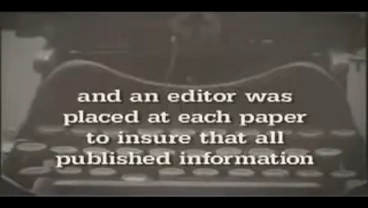 and an editor was
placed at each paper
to insure that all
published information